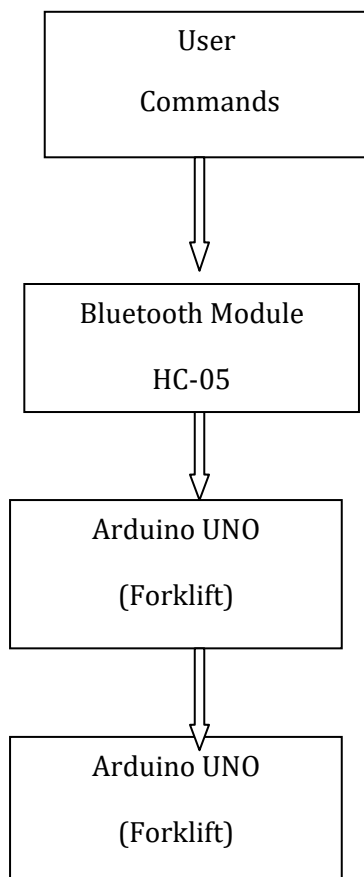 User
Commands
Bluetooth Module
HC-05
Arduino UNO
(Forklift)
Arduino UNO
(Forklift)